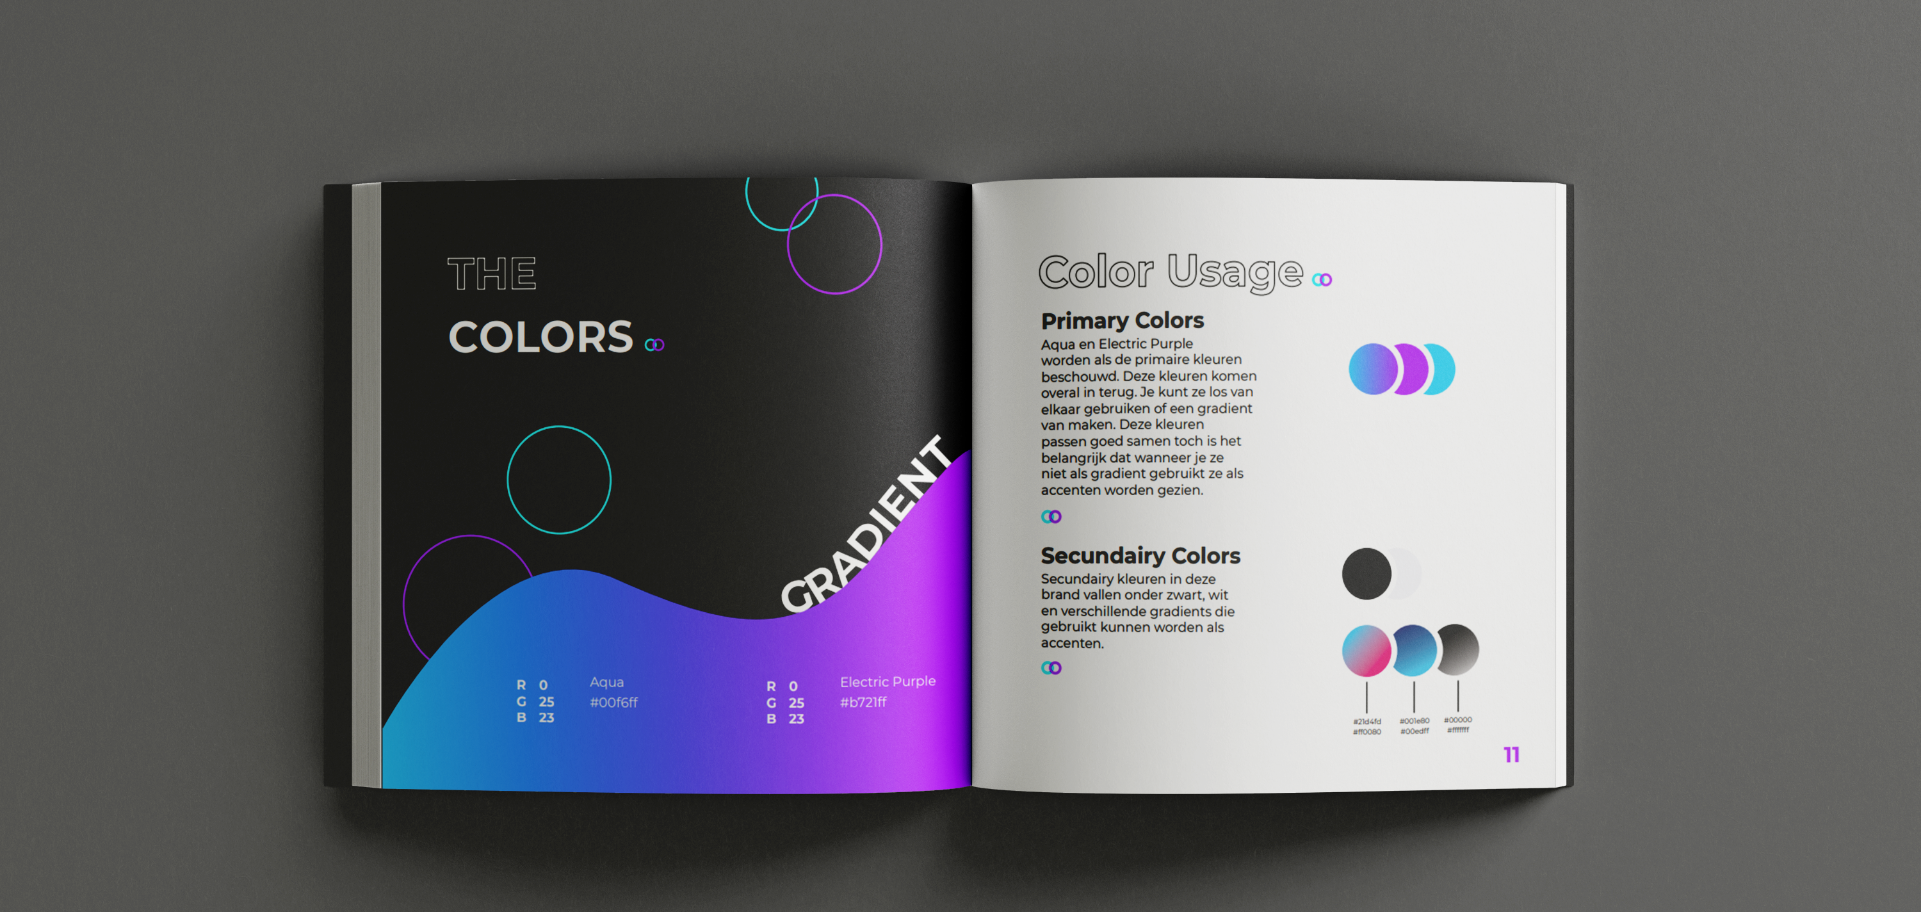 THE
COLORS
GRADIENT
R 0
G 25
B 23
Aqua
#00f6ff
R 0
G 25
B 23
Electric Purple
#b721ff
Color Usage
Primary Colors
Aqua en Electric Purple
worden als de primaire kleuren
beschouwd. Deze kleuren komen
overal in terug. Je kunt ze los van
elkaar gebruiken of een gradient
van maken. Deze kleuren
passen goed samen toch is het
belangrijk dat wanneer je ze
niet als gradient gebruikt ze als
accenten worden gezien.
Secundairy Colors
Secundairy kleuren in deze
brand vallen onder zwart, wit
en verschillende gradients die
gebruikt kunnen worden als
accenten.
#21d4fd
#ff0080
#001e80
#00edff
#00000
#ffffff
11